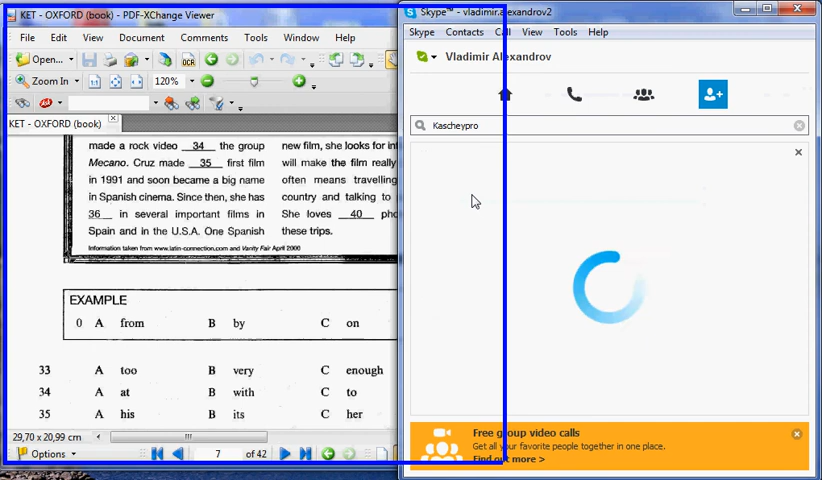 KET - OXFORD (book) - PDF-XChange Viewer
File Edit View Document Comments Tools Window Help
Open...
OCR
Zoom In 120%
KET - OXFORD (book)
made a rock video 34 the group
Mecano. Cruz made 35 first film
in 1991 and soon became a big name
in Spanish cinema. Since then, she has
36 in several important films in
Spain and in the U.S.A. One Spanish
new film, she looks for
will make the film really
often means travelling
country and talking to
She loves 40
these trips.
Information taken from www.latin-connection.com and Vanity Fair April 2000
EXAMPLE
0 A from B by C on
33 A too B very C enough
34 A at B with C to
35 A his B its C her
29,70 x 20,99 cm
Options 7 of 42
Skype™ - vladimir.alexandrov2
Skype Contacts Call View Tools Help
Vladimir Alexandrov
Kascheypro
Free group video calls
Get all your favorite people together in one place.
Find out more >